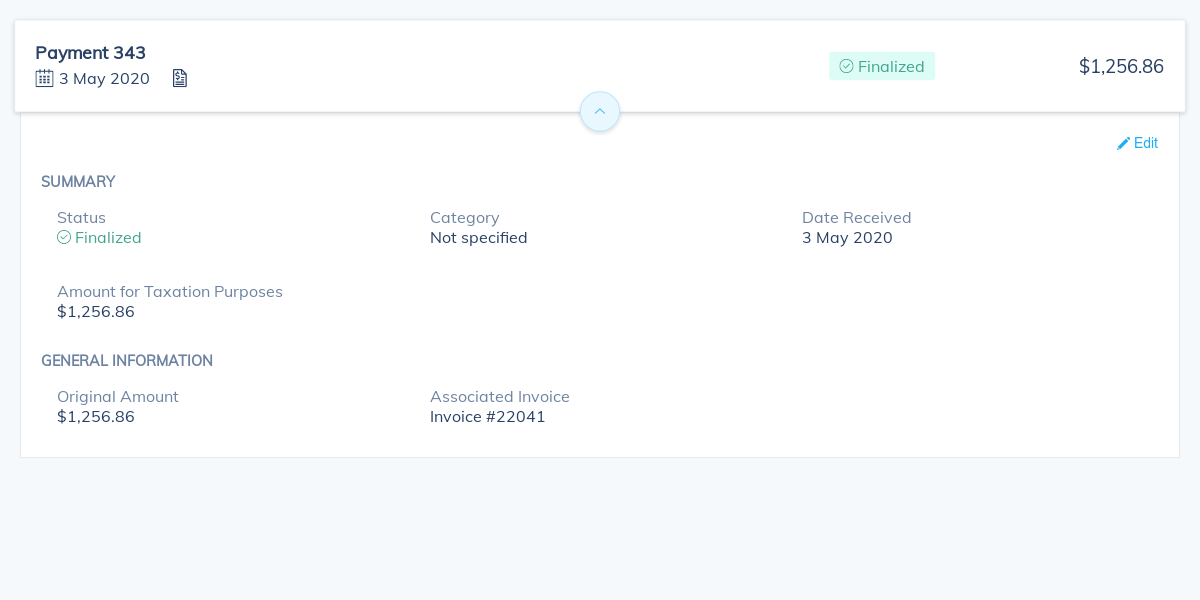 Payment 343
3 May 2020
Finalized
$1,256.86
Edit
SUMMARY
Status
Finalized
Category
Not specified
Date Received
3 May 2020
Amount for Taxation Purposes
$1,256.86
GENERAL INFORMATION
Original Amount
$1,256.86
Associated Invoice
Invoice #22041